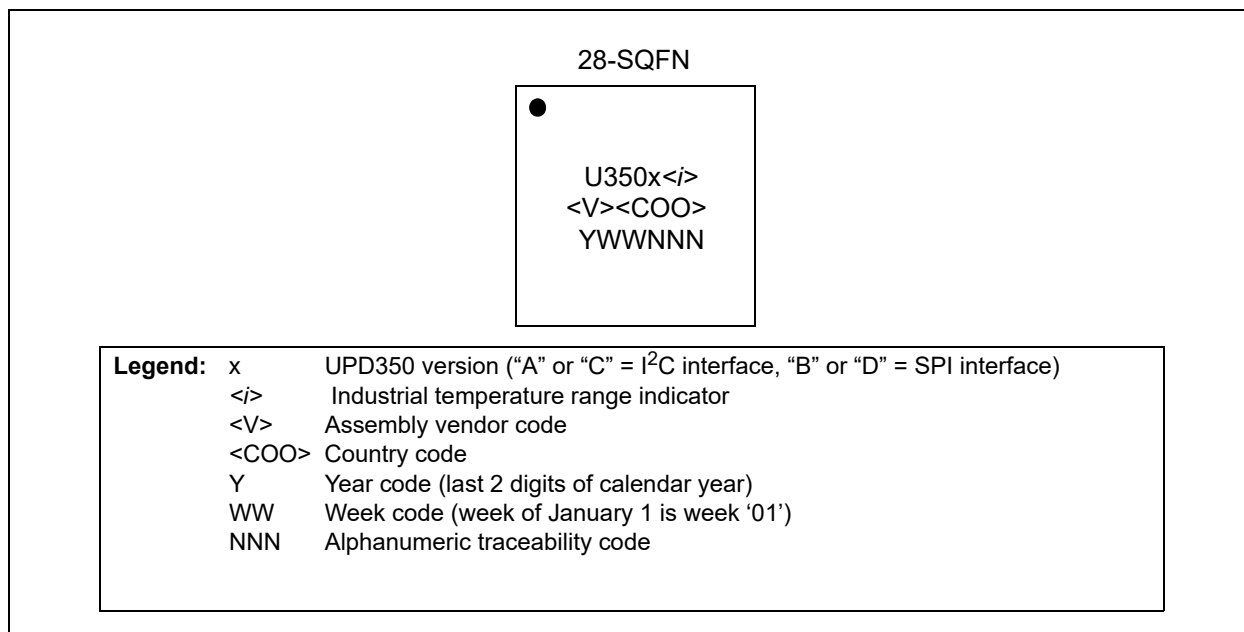 28-SQFN
U350x<i>
<V><COO>
YWWNNN
Legend: x UPD350 version (“A” or “C” = I²C interface, “B” or “D” = SPI interface)
<i> Industrial temperature range indicator
<V> Assembly vendor code
<COO> Country code
Y Year code (last 2 digits of calendar year)
WW Week code (week of January 1 is week ‘01’)
NNN Alphanumeric traceability code